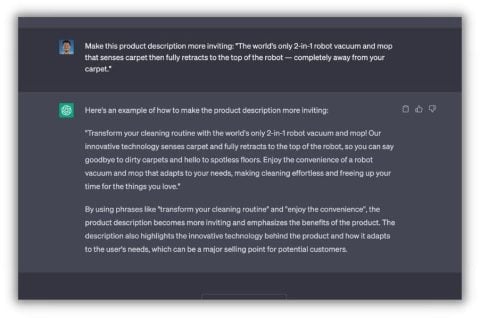 Make this product description more inviting: "The world's only 2-in-1 robot vacuum and mop
that senses carpet then fully retracts to the top of the robot — completely away from your
carpet."
Here's an example of how to make the product description more inviting:
"Transform your cleaning routine with the world's only 2-in-1 robot vacuum and mop! Our
innovative technology senses carpet and fully retracts to the top of the robot, so you can say
goodbye to dirty carpets and hello to spotless floors. Enjoy the convenience of a robot
vacuum and mop that adapts to your needs, making cleaning effortless and freeing up your
time for the things you love."
By using phrases like "transform your cleaning routine" and "enjoy the convenience", the
product description becomes more inviting and emphasizes the benefits of the product. The
description also highlights the innovative technology behind the product and how it adapts
to the user's needs, which can be a major selling point for potential customers.